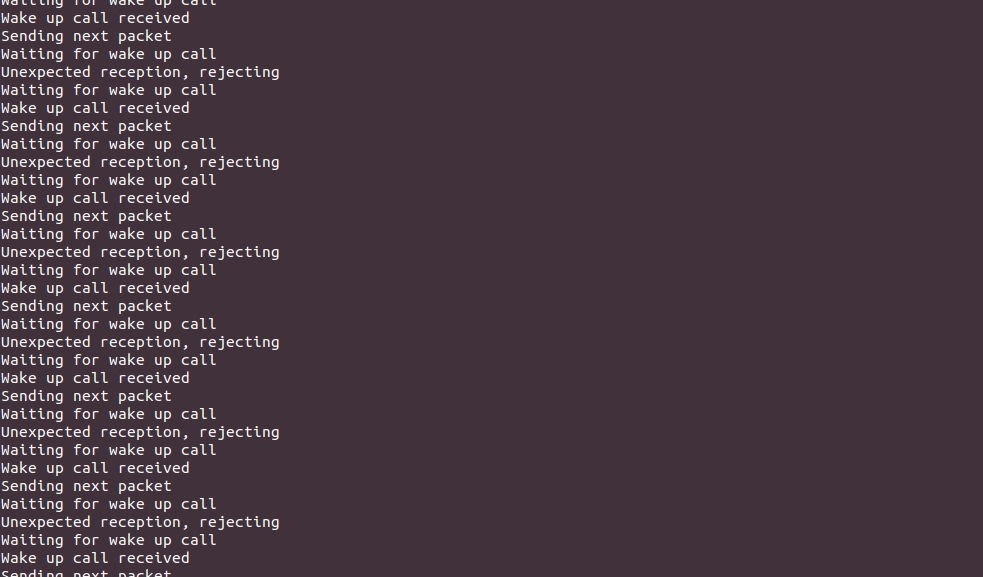 Waiting for wake up call
Wake up call received
Sending next packet
Waiting for wake up call
Unexpected reception, rejecting
Waiting for wake up call
Wake up call received
Sending next packet
Waiting for wake up call
Unexpected reception, rejecting
Waiting for wake up call
Wake up call received
Sending next packet
Waiting for wake up call
Unexpected reception, rejecting
Waiting for wake up call
Wake up call received
Sending next packet
Waiting for wake up call
Unexpected reception, rejecting
Waiting for wake up call
Wake up call received
Sending next packet
Waiting for wake up call
Unexpected reception, rejecting
Waiting for wake up call
Wake up call received
Sending next packet
Waiting for wake up call
Unexpected reception, rejecting
Waiting for wake up call
Wake up call received
Sending next packet